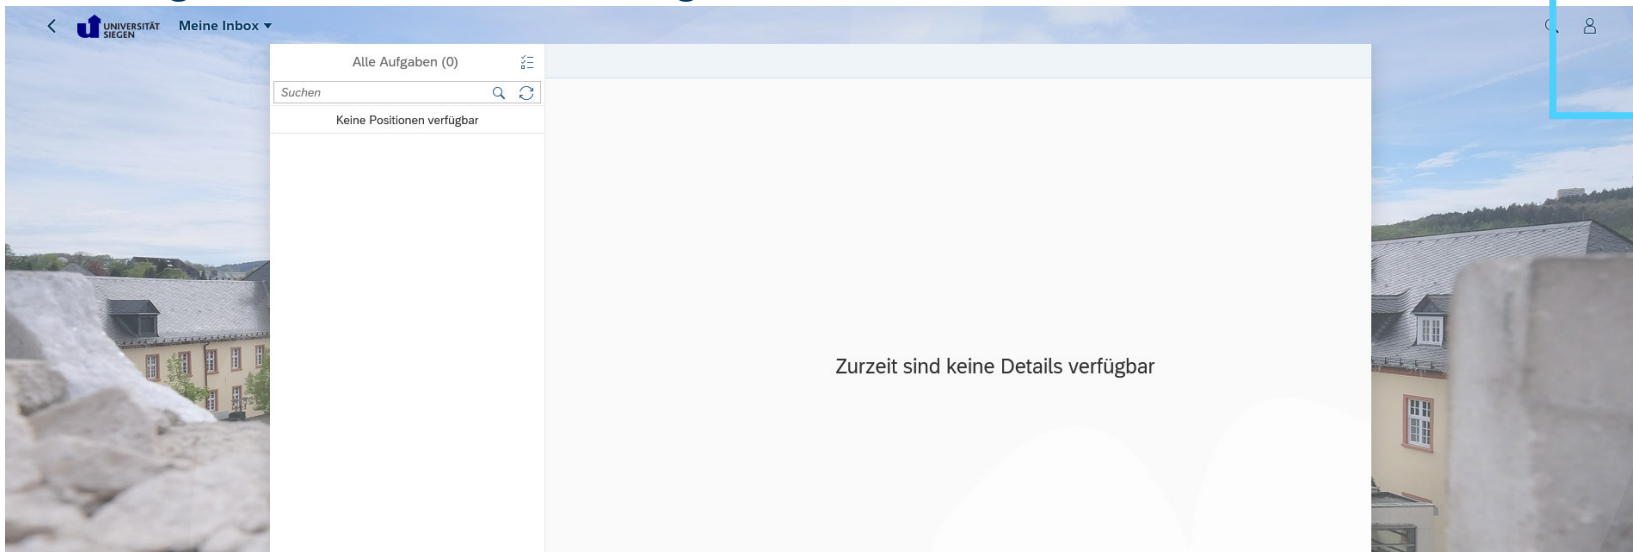 UNIVERSITÄT
SIEGEN
Meine Inbox
Alle Aufgaben (0)
Suchen
Keine Positionen verfügbar
Zurzeit sind keine Details verfügbar